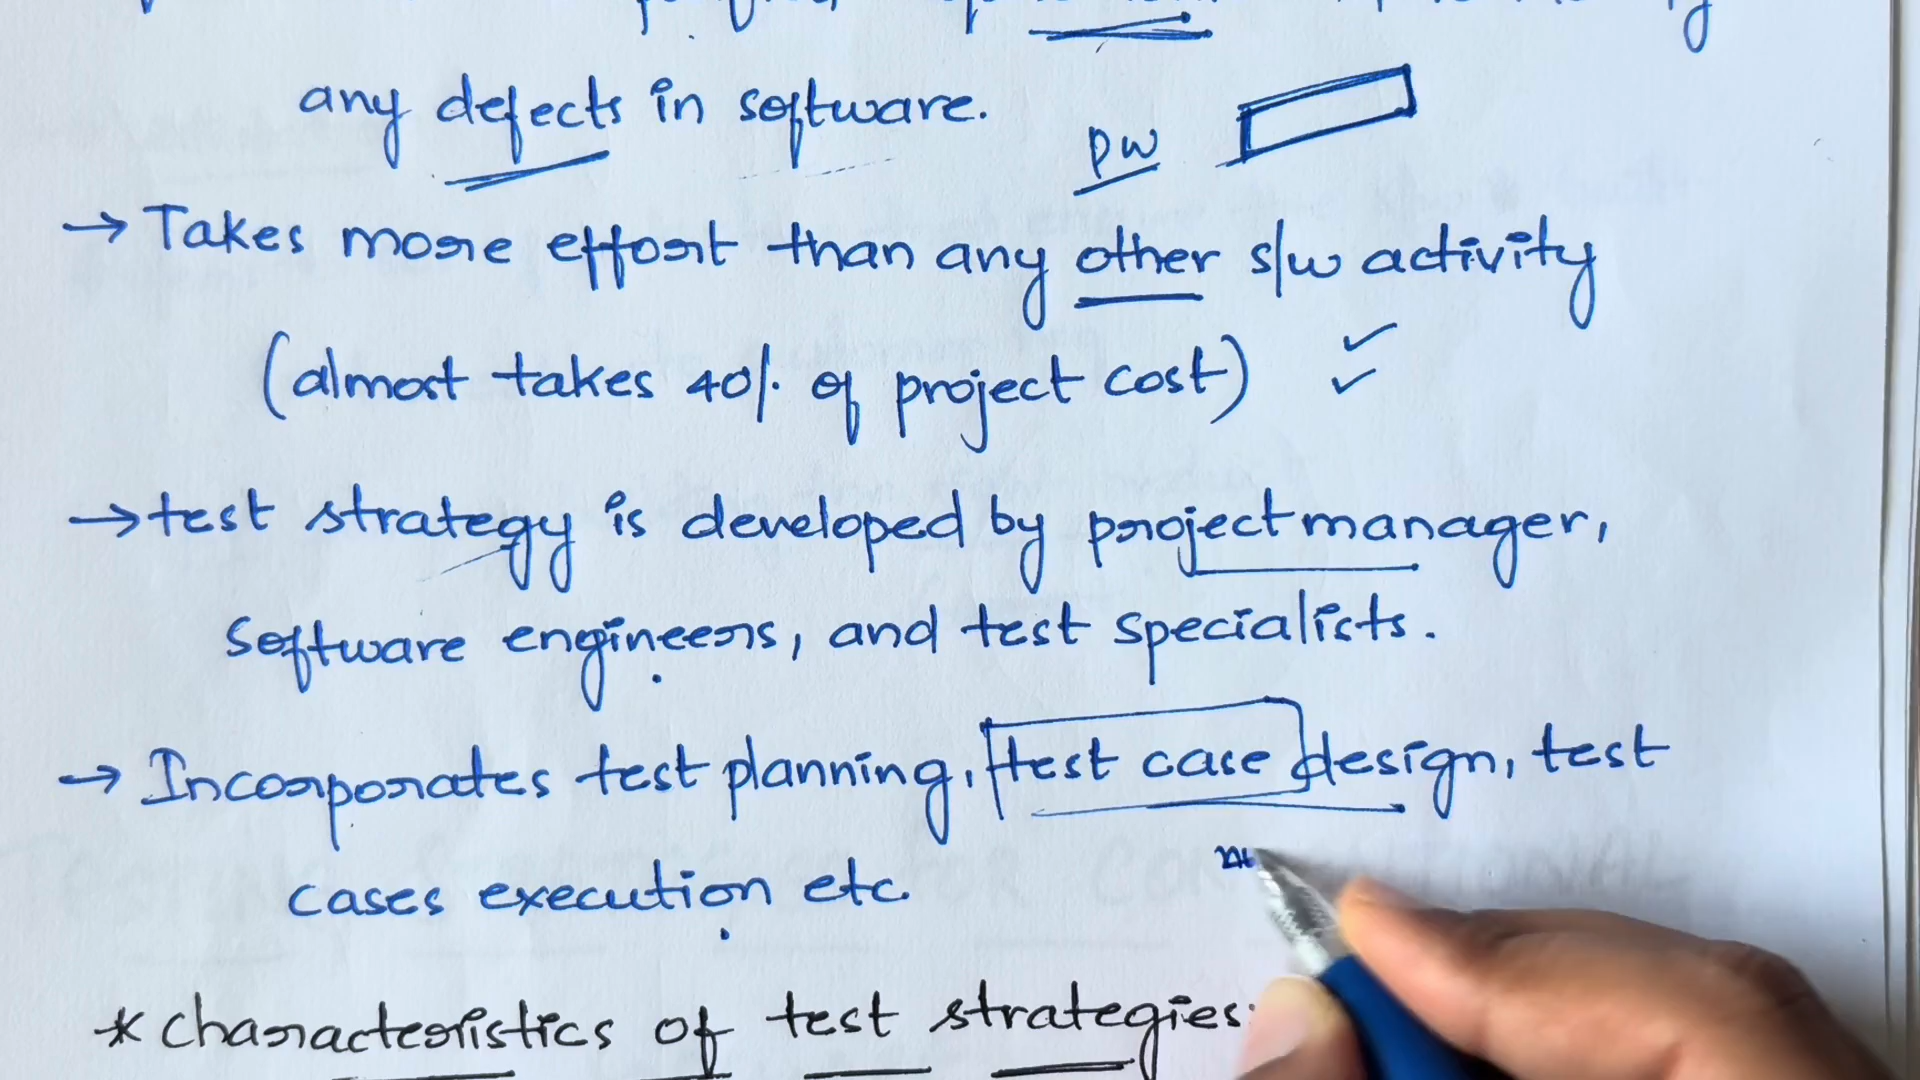 any defects in software.
pw
→ Takes more effort than any other s/w activity
(almost takes 40% of project cost)
→ test strategy is developed by project manager,
software engineers, and test specialists.
→ Incorporates test planning, test case design, test
cases execution etc.
* characteristics of test strategies: